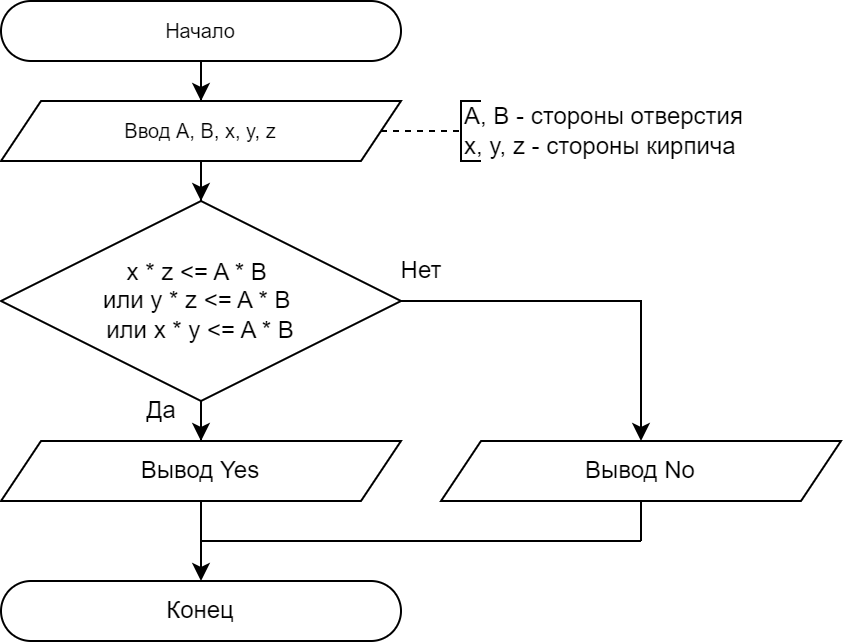 Начало
Ввод A, B, x, y, z
A, B - стороны отверстия
x, y, z - стороны кирпича
x * z <= A * B
или y * z <= A * B
или x * y <= A * B
Нет
Да
Вывод Yes
Вывод No
Конец